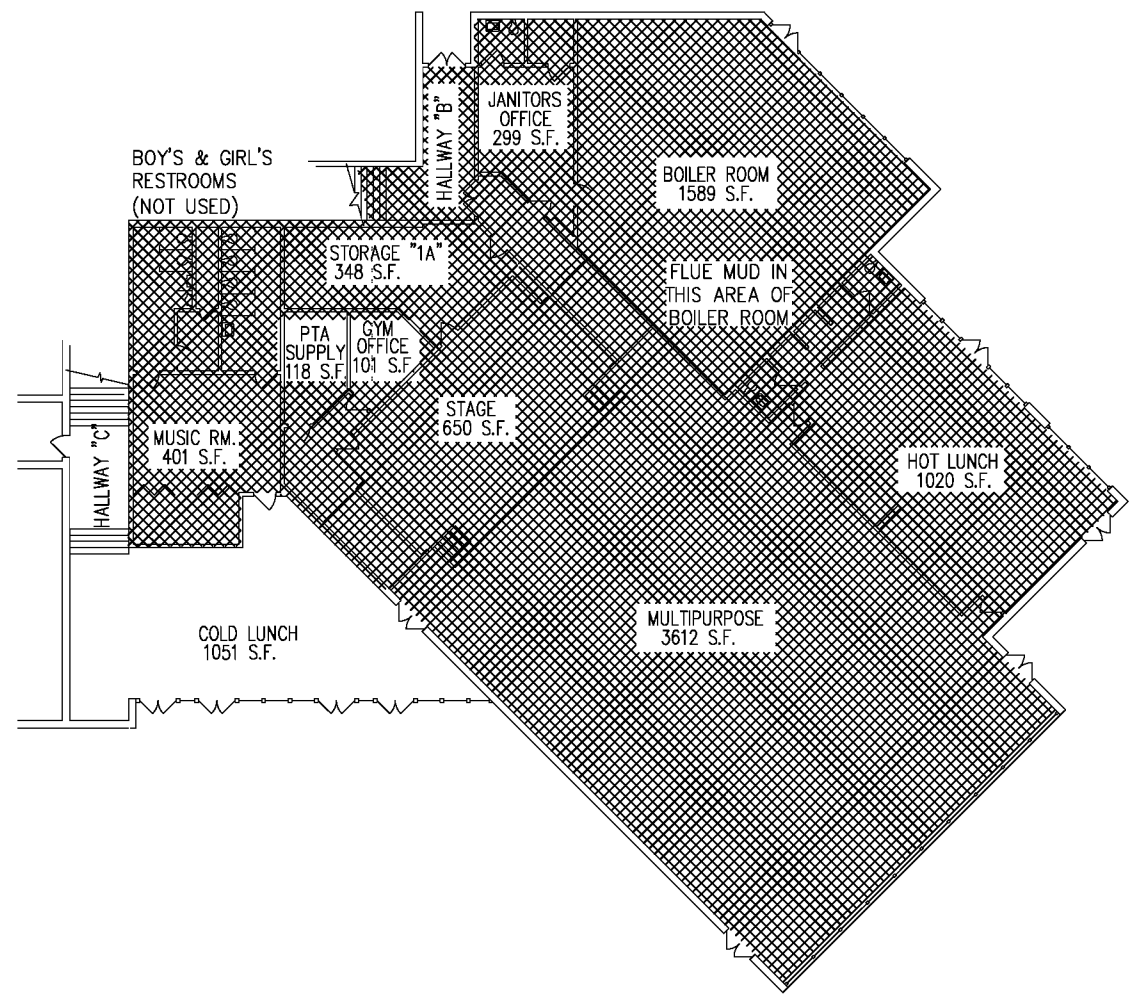 JANITORS
OFFICE
299 S.F.
HALLWAY "B"
BOY'S & GIRL'S
RESTROOMS
(NOT USED)
BOILER ROOM
1589 S.F.
STORAGE "1A"
348 S.F.
FLUE MUD IN
THIS AREA OF
BOILER ROOM
PTA
SUPPLY
118 S.F.
GYM
OFFICE
101 S.F
STAGE
650 S.F.
MUSIC RM.
401 S.F.
HALLWAY "C"
HOT LUNCH
1020 S.F.
COLD LUNCH
1051 S.F.
MULTIPURPOSE
3612 S.F.